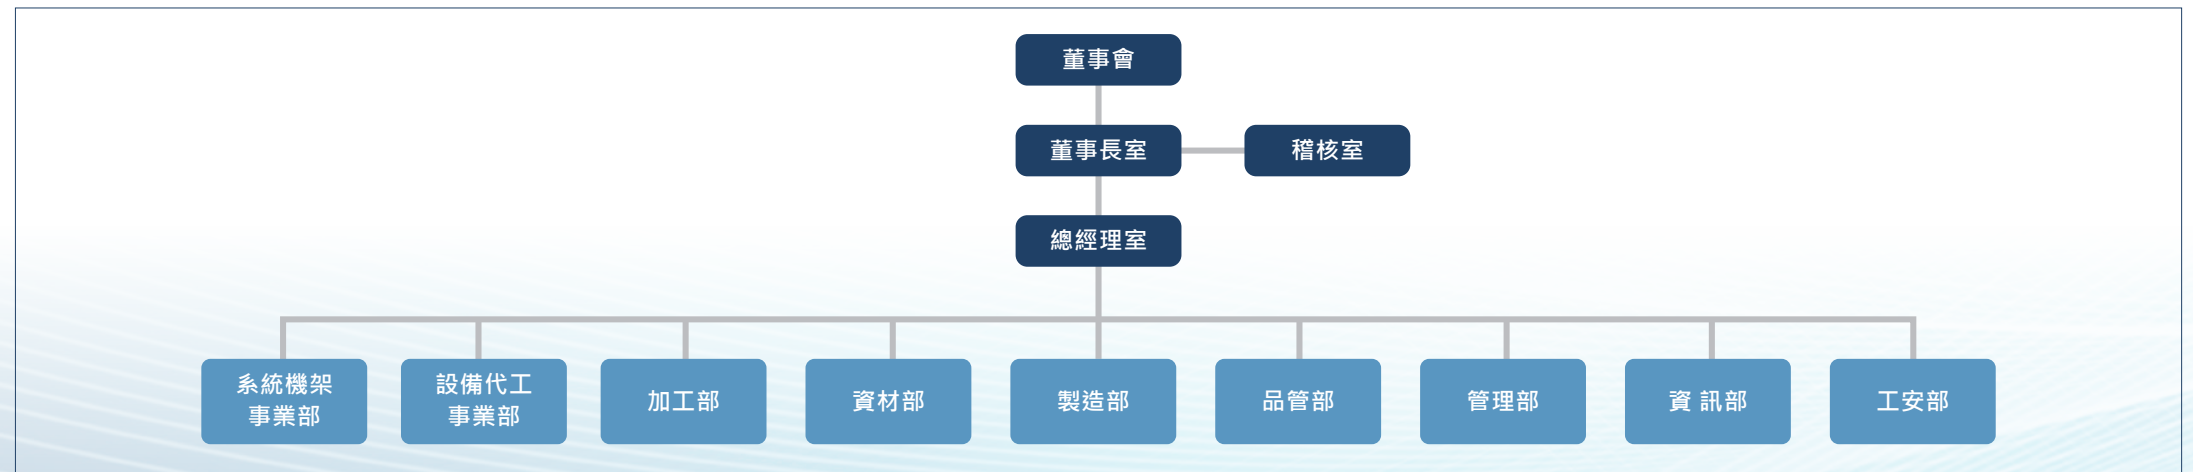 董事會
董事長室
稽核室
總經理室
系統機架
事業部
設備代工
事業部
加工部
資材部
製造部
品管部
管理部
資 訊部
工安部